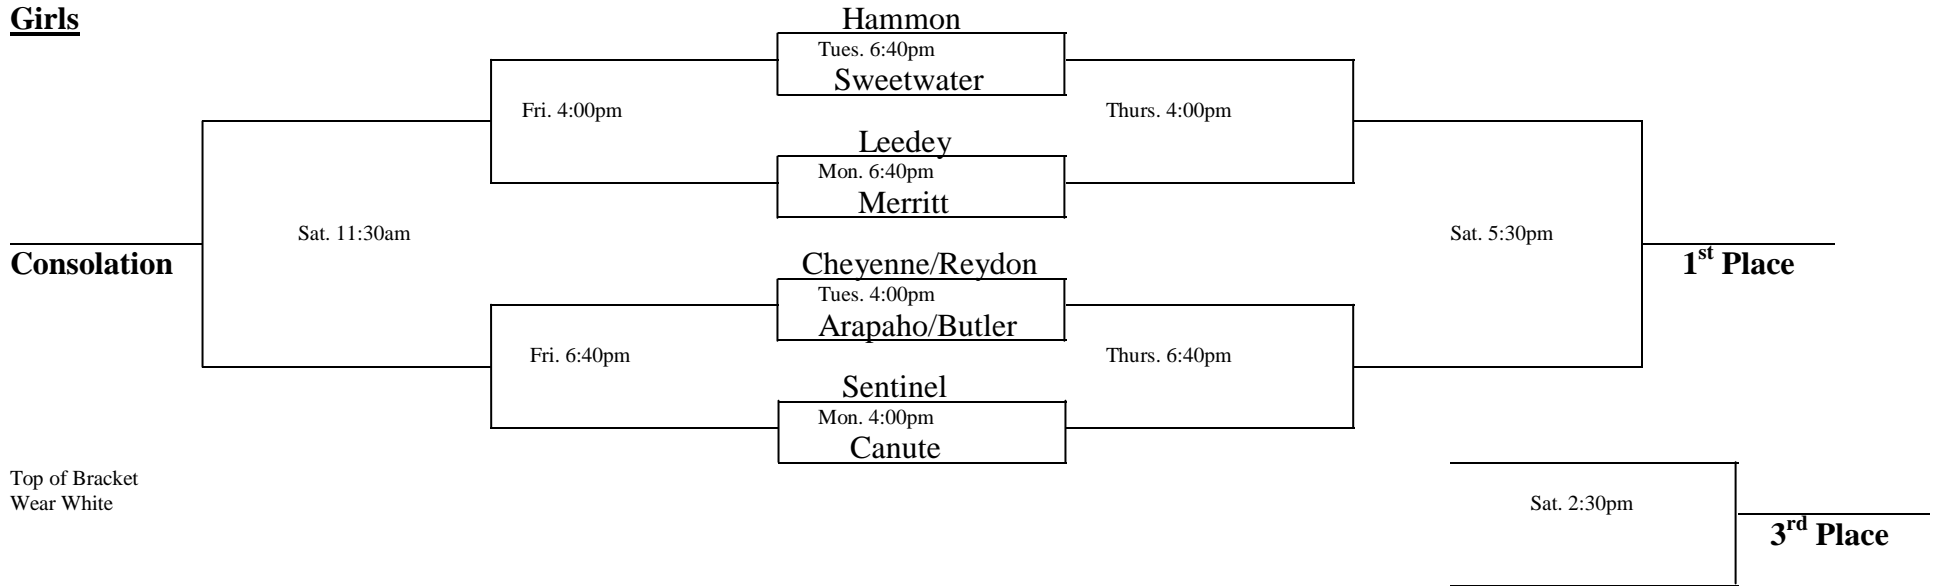 Girls
Hammon
Tues. 6:40pm
Sweetwater
Fri. 4:00pm
Thurs. 4:00pm
Leedey
Mon. 6:40pm
Merritt
Sat. 11:30am
Sat. 5:30pm
Consolation
Cheyenne/Reydon
1st Place
Tues. 4:00pm
Arapaho/Butler
Fri. 6:40pm
Thurs. 6:40pm
Sentinel
Mon. 4:00pm
Canute
Top of Bracket
Wear White
Sat. 2:30pm
3rd Place